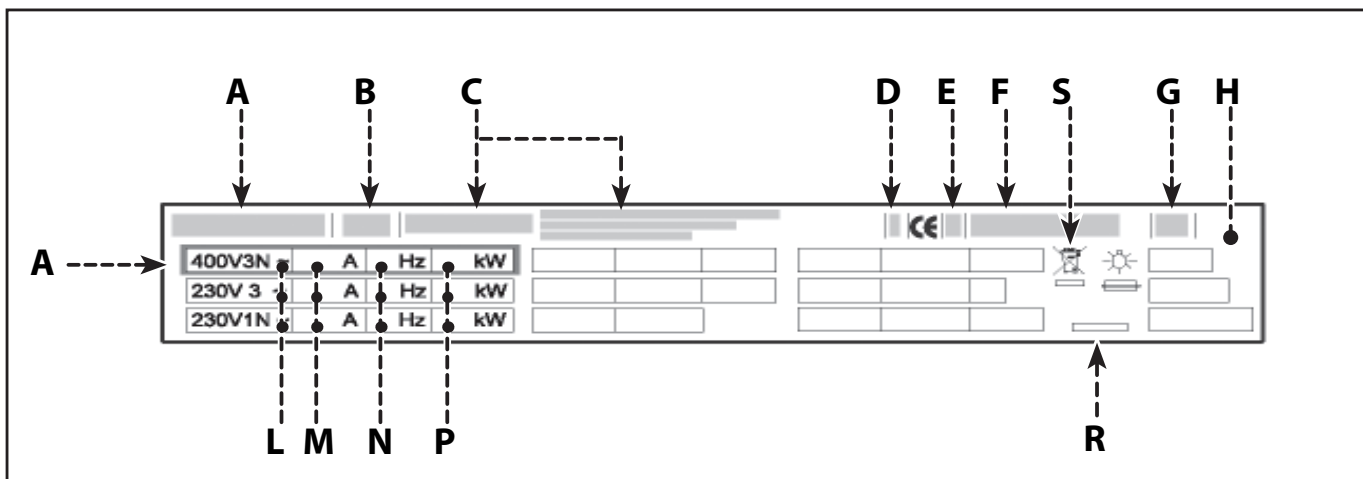 A B C D E F S G H
CE
A
400V3N ~ A Hz kW
230V 3 ~ A Hz kW
230V1N ~ A Hz kW
L M N P R